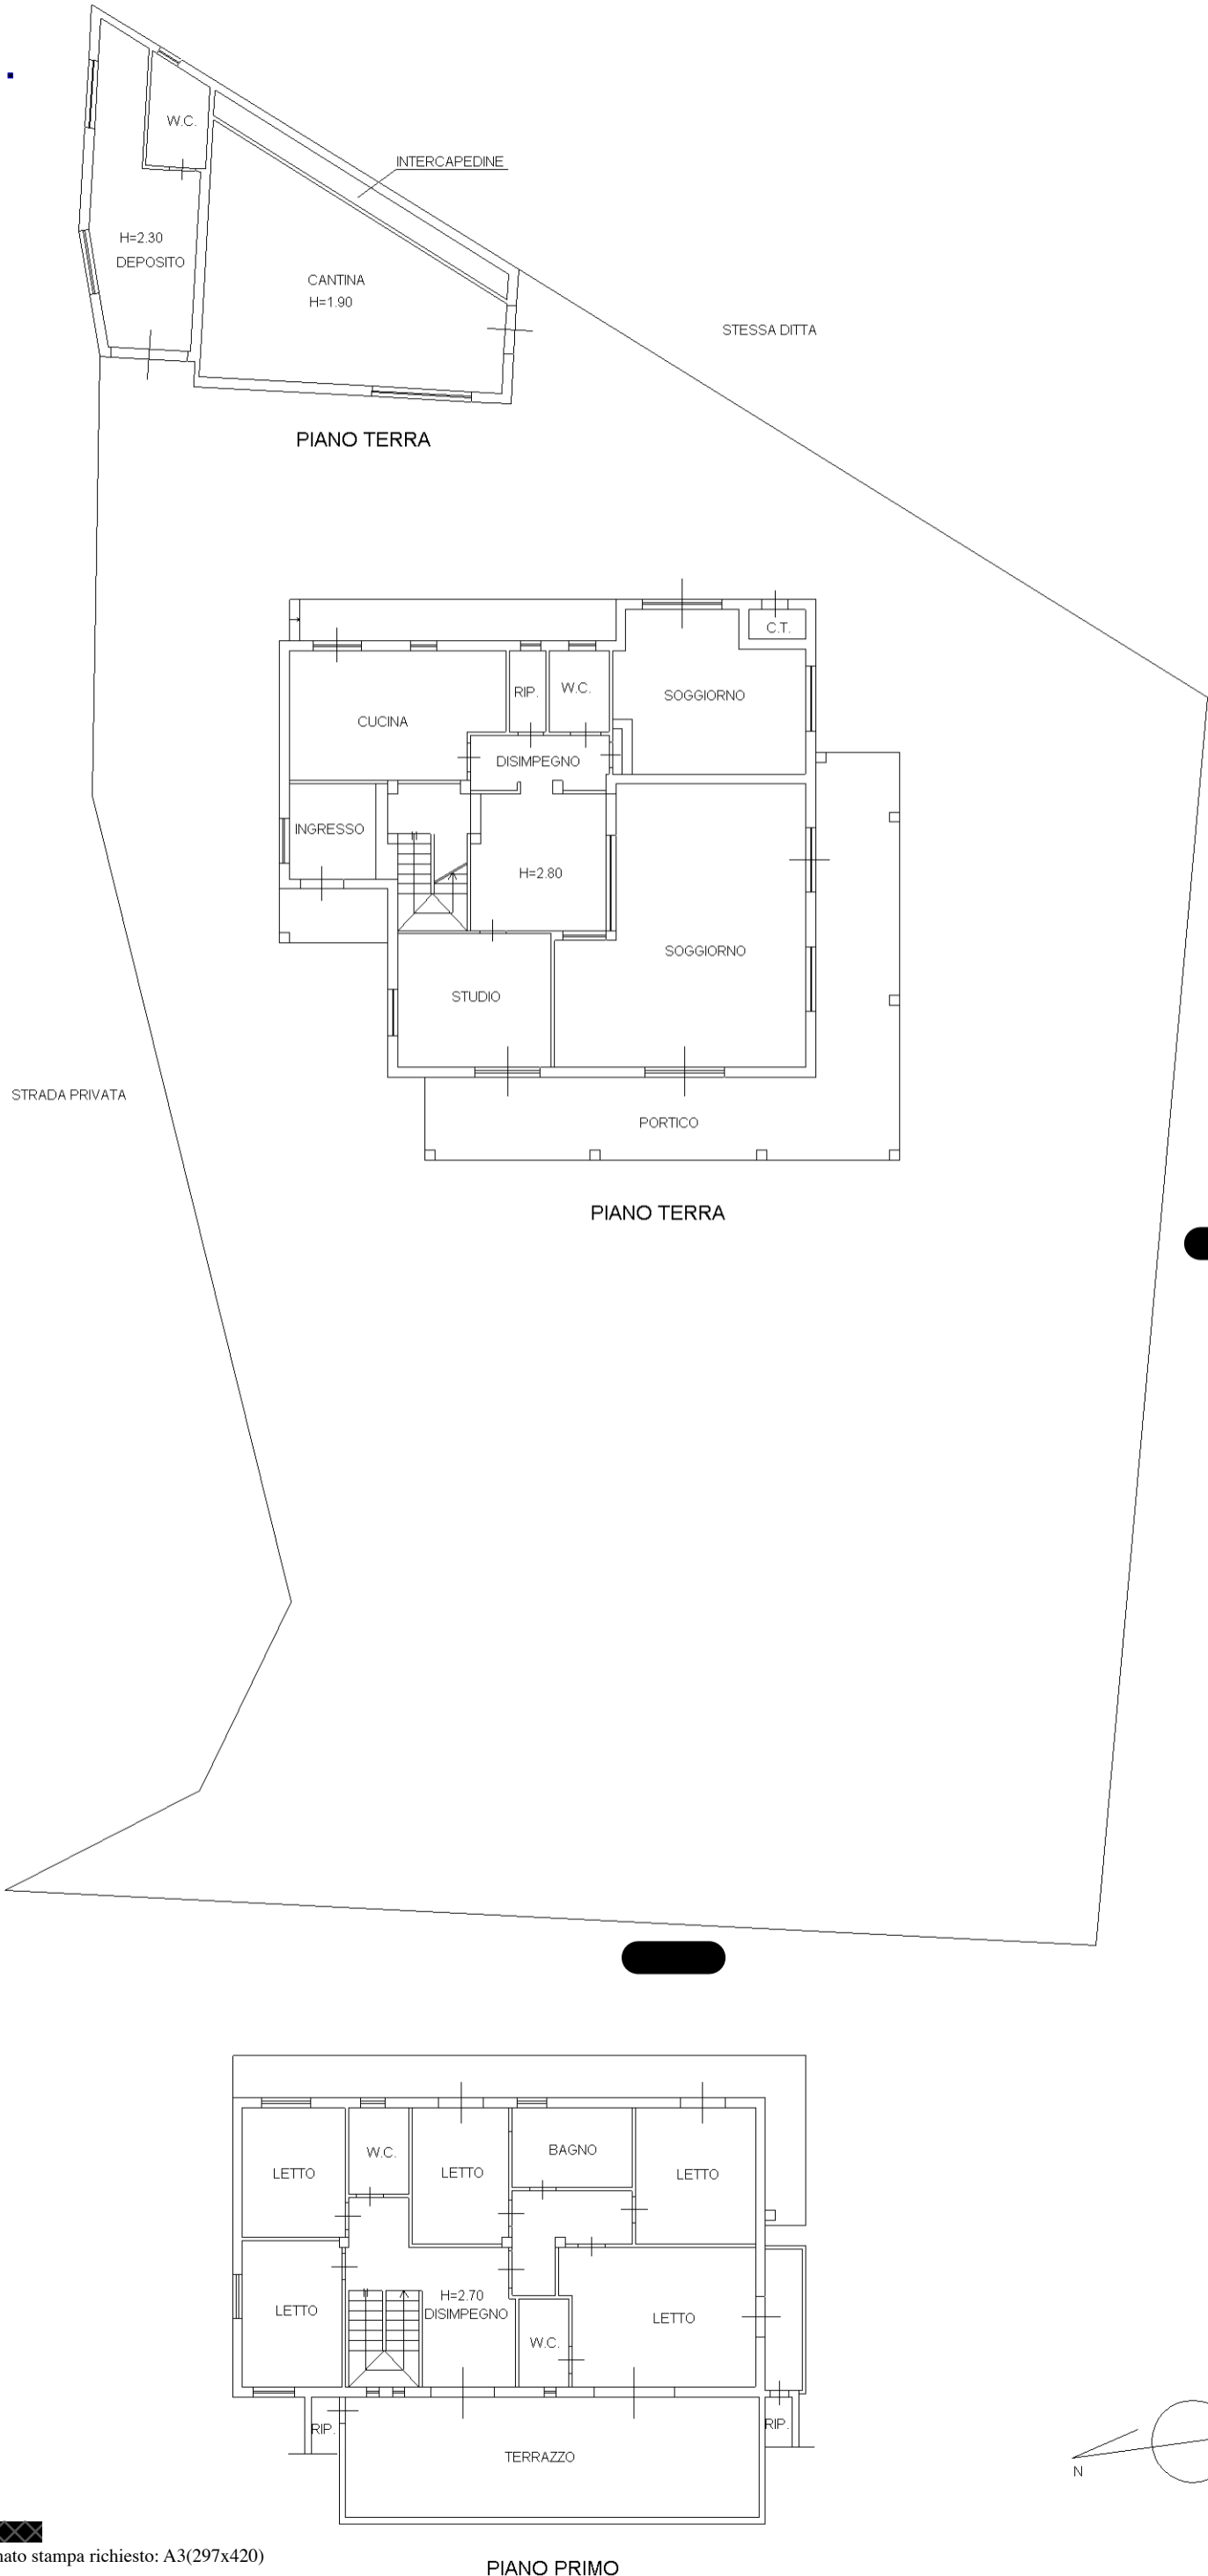 W.C.
INTERCAPEDINE
H=2.30
DEPOSITO
CANTINA
H=1.90
STESSA DITTA
PIANO TERRA
C.T.
RIP.
W.C.
SOGGIORNO
CUCINA
DISIMPEGNO
INGRESSO
H=2.80
SOGGIORNO
STUDIO
STRADA PRIVATA
PORTICO
PIANO TERRA
W.C.
BAGNO
LETTO
LETTO
LETTO
H=2.70
DISIMPEGNO
LETTO
LETTO
W.C.
RIP.
RIP.
TERRAZZO
N
nato stampa richiesto: A3(297x420)
PIANO PRIMO